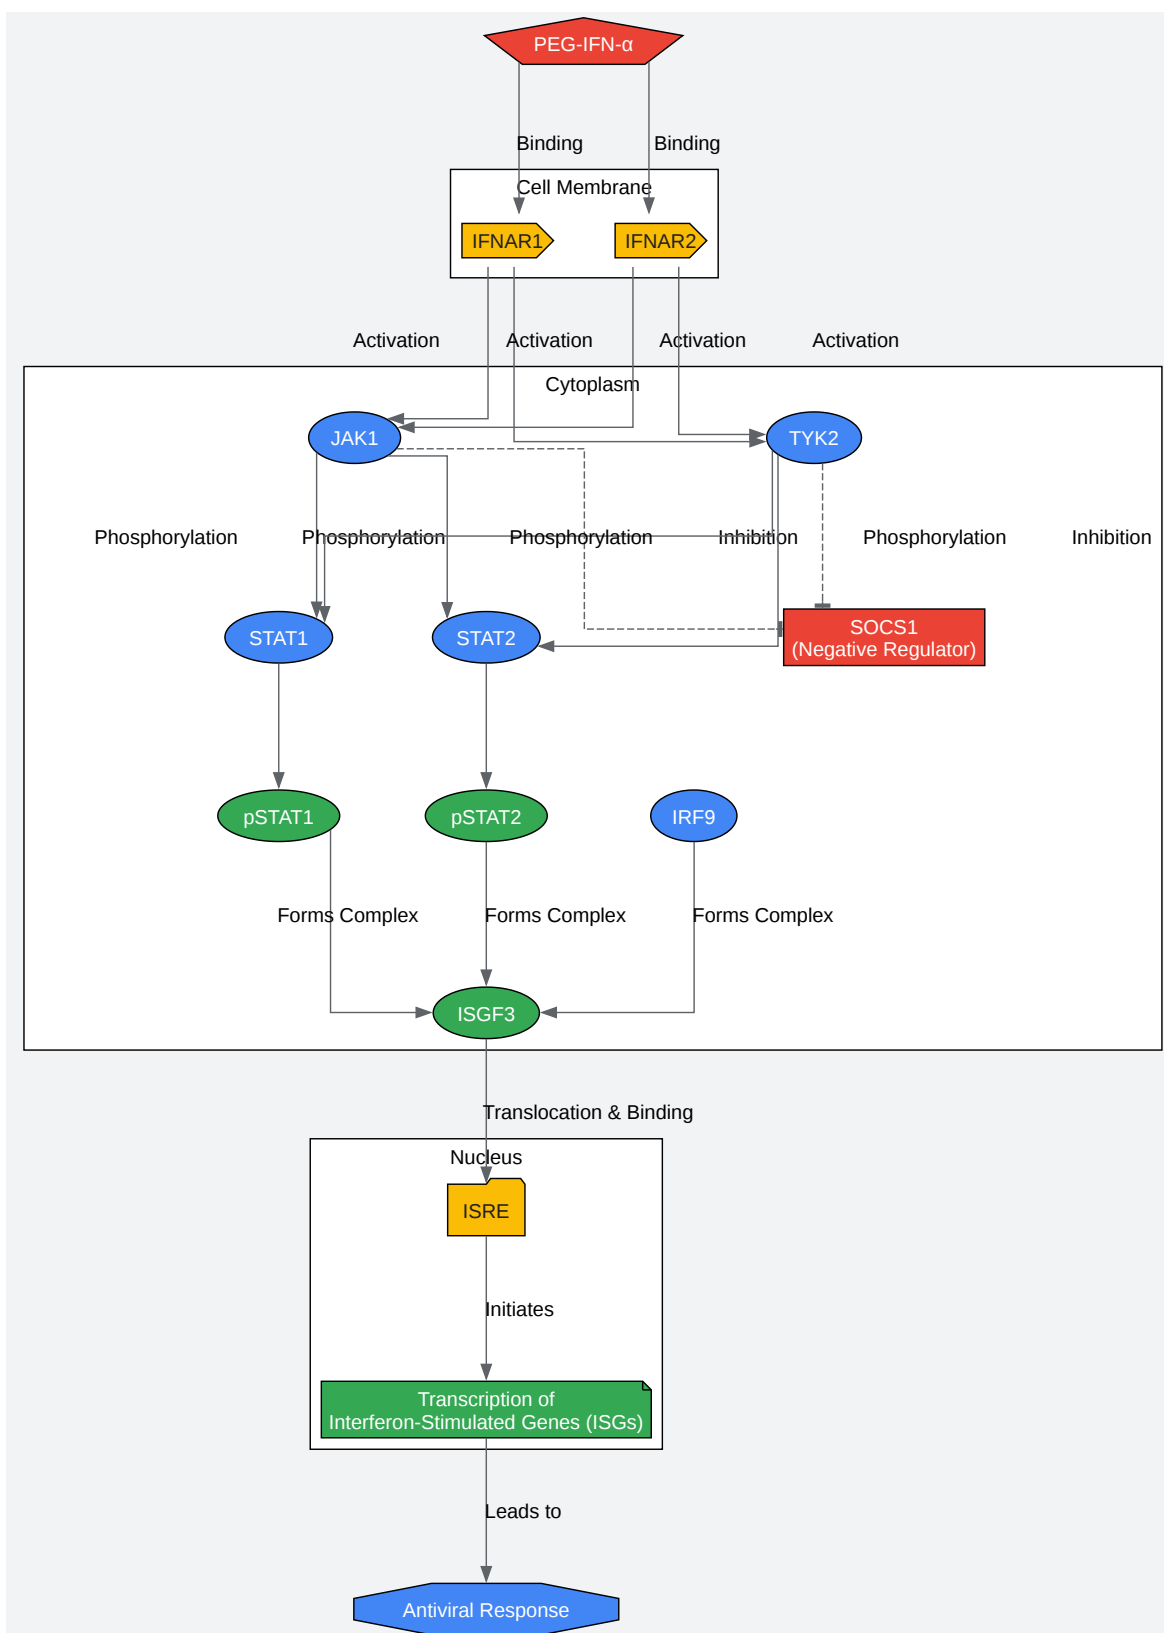 PEG-IFN-α
Binding
Binding
Cell Membrane
IFNAR1
IFNAR2
Activation
Activation
Activation
Activation
Cytoplasm
JAK1
TYK2
Phosphorylation
Phosphorylation
Phosphorylation
Inhibition
Phosphorylation
Inhibition
STAT1
STAT2
SOCS1
(Negative Regulator)
pSTAT1
pSTAT2
IRF9
Forms Complex
Forms Complex
Forms Complex
ISGF3
Translocation & Binding
Nucleus
ISRE
Initiates
Transcription of
Interferon-Stimulated Genes (ISGs)
Leads to
Antiviral Response